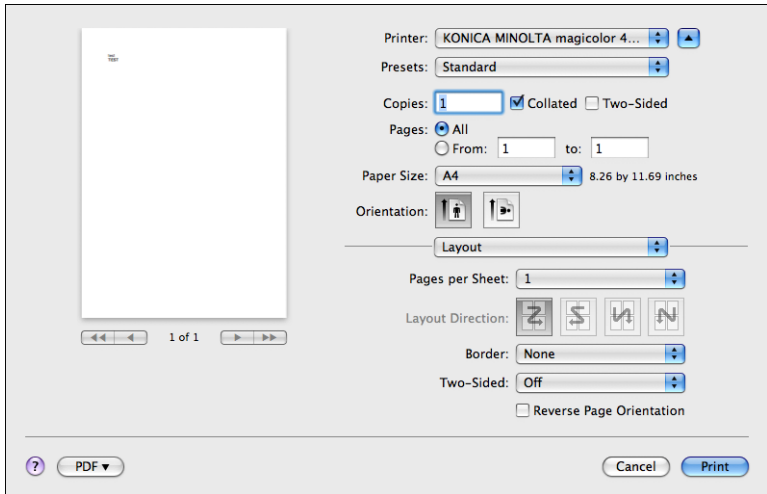 Printer: KONICA MINOLTA magicolor 4...
Presets: Standard
Copies: 1 Collated Two-Sided
Pages: All
From: 1 to: 1
Paper Size: A4 8.26 by 11.69 inches
Orientation:
Layout
Pages per Sheet: 1
Layout Direction:
Border: None
Two-Sided: Off
Reverse Page Orientation
TEST
1 of 1
? PDF ▼ Cancel Print